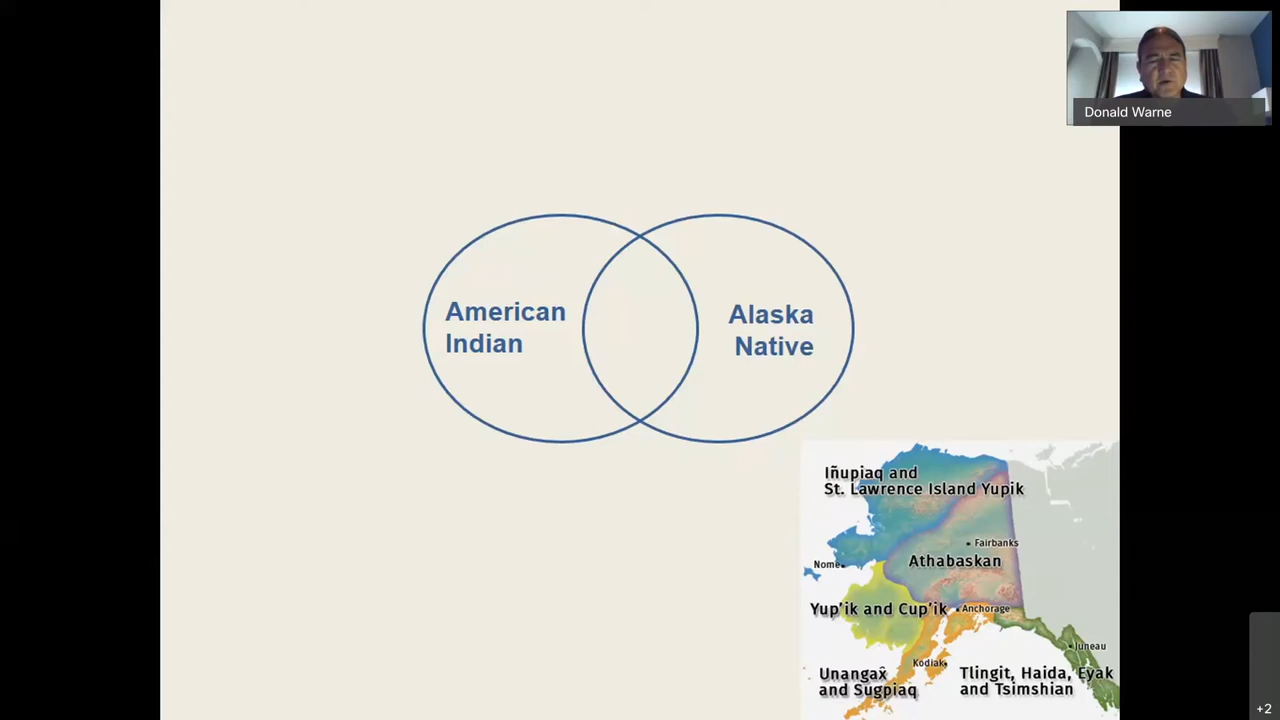 Donald Warne
American
Indian
Alaska
Native
Iñupiaq and
St. Lawrence Island Yupik
Fairbanks
Athabaskan
Nome
Yup'ik and Cup'ik
Anchorage
Juneau
Kodiak
Unangax̂
and Sugpiaq
Tlingit, Haida, Eyak
and Tsimshian
+2